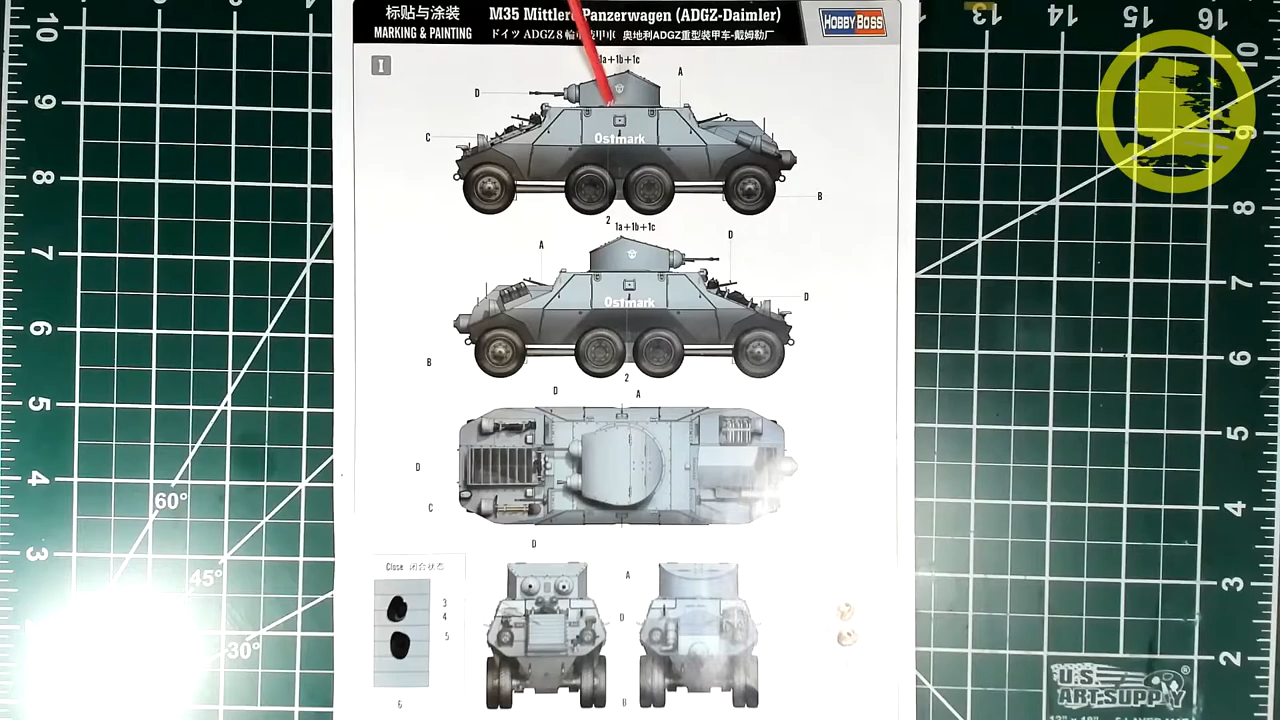 标贴与涂装
MARKING & PAINTING
M35 Mittlere Panzerwagen (ADGZ-Daimler)
ドイツ ADGZ 8 輪
奥地利ADGZ重型装甲车-戴姆勒厂
HOBBYBOSS
I
1a+1b+1c
A
D
C
Ostmark
B
2
1a+1b+1c
D
A
D
Ostmark
B
2
D
A
D
C
D
Close 闭合状态
A
3
4
D
5
6
B
10
9
8
7
6
5
4
3
60°
45°
30°
13
14
15
16
10
9
8
7
6
5
4
3
2
U.S.
ART SUPPLY
®